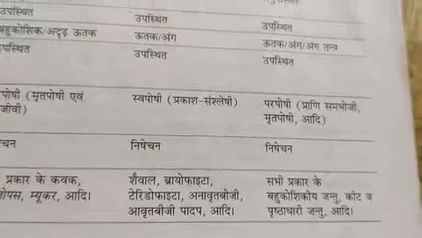 उपस्थित उपस्थित उपस्थित
बहुकोशिक/अदृढ़ ऊतक ऊतक/अंग ऊतक/अंग/अंग तन्त्र
उपस्थित उपस्थित उपस्थित
पोषी (मृतपोषी एवं स्वपोषी (प्रकाश-संश्लेषी) परपोषी (प्राणि समभोजी,
जीवी) मृतपोषी, आदि)
चन निषेचन निषेचन
प्रकार के कवक, शैवाल, ब्रायोफाइटा, सभी प्रकार के
म्यूकर, आदि। टेरिडोफाइटा, अनावृतबीजी, बहुकोशिकीय जन्तु, कीट व
आवृतबीजी पादप, आदि। पृष्ठधारी जन्तु, आदि।